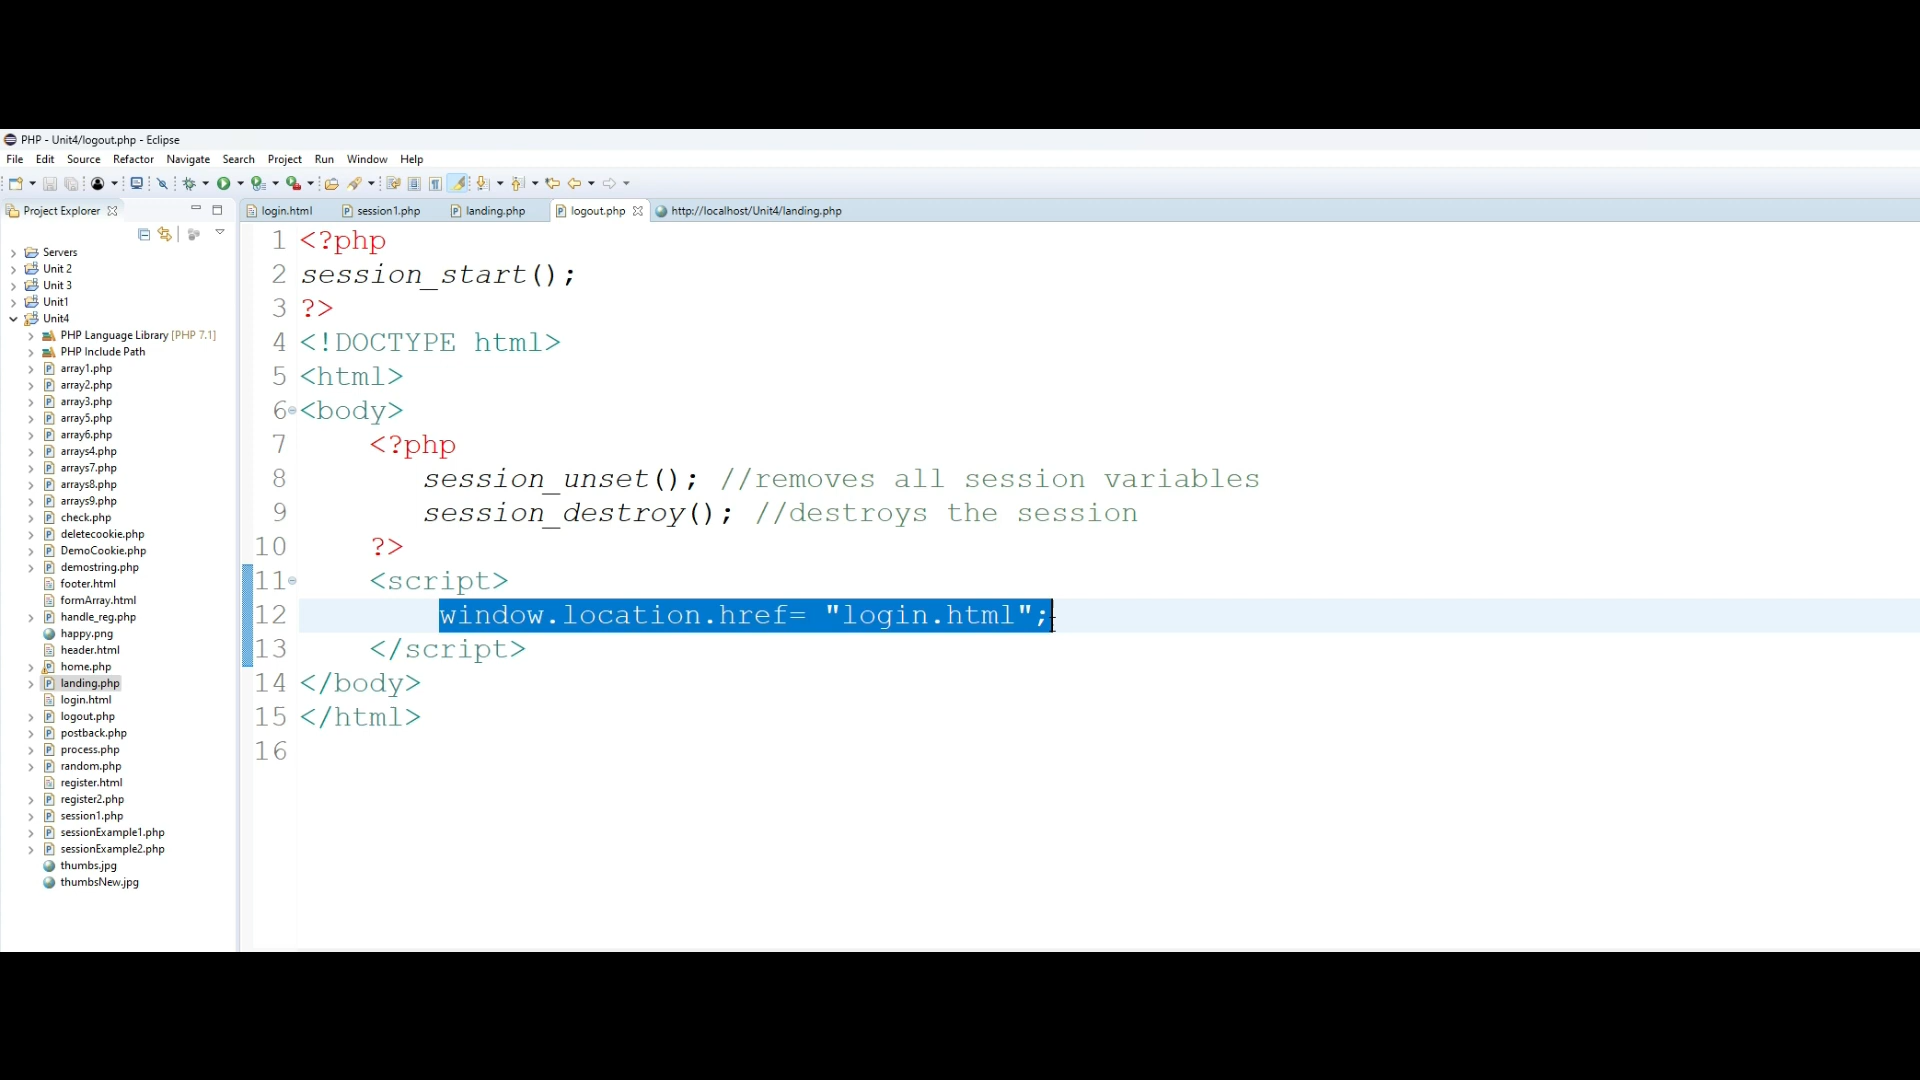 PHP - Unit4/logout.php - Eclipse
File Edit Source Refactor Navigate Search Project Run Window Help
Project Explorer
login.html session1.php landing.php logout.php http://localhost/Unit4/landing.php
Servers
Unit 2
Unit 3
Unit1
Unit4
PHP Language Library [PHP 7.1]
PHP Include Path
array1.php
array2.php
array3.php
array5.php
array6.php
arrays4.php
arrays7.php
arrays8.php
arrays9.php
check.php
deletecookie.php
DemoCookie.php
demostring.php
footer.html
formArray.html
handle_reg.php
happy.png
header.html
home.php
landing.php
login.html
logout.php
postback.php
process.php
random.php
register.html
register2.php
session1.php
sessionExample1.php
sessionExample2.php
thumbs.jpg
thumbsNew.jpg
1 <?php
2 session_start();
3 ?>
4 <!DOCTYPE html>
5 <html>
6 <body>
7 <?php
8 session_unset(); //removes all session variables
9 session_destroy(); //destroys the session
10 ?>
11 <script>
12 window.location.href= "login.html";
13 </script>
14 </body>
15 </html>
16